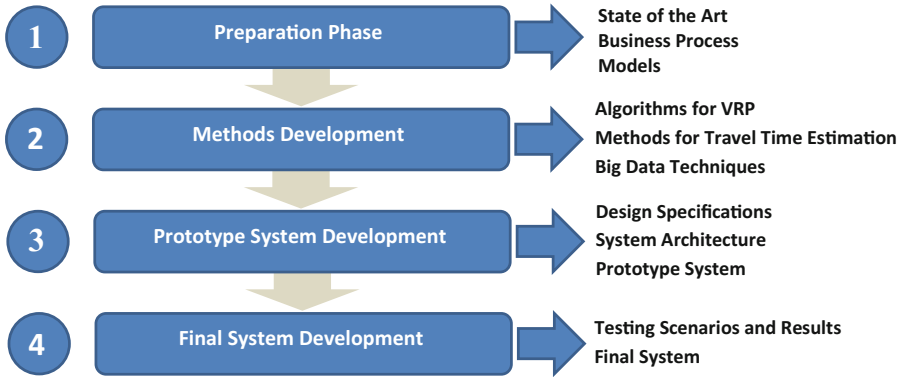 1
Preparation Phase
State of the Art
Business Process
Models
2
Methods Development
Algorithms for VRP
Methods for Travel Time Estimation
Big Data Techniques
3
Prototype System Development
Design Specifications
System Architecture
Prototype System
4
Final System Development
Testing Scenarios and Results
Final System